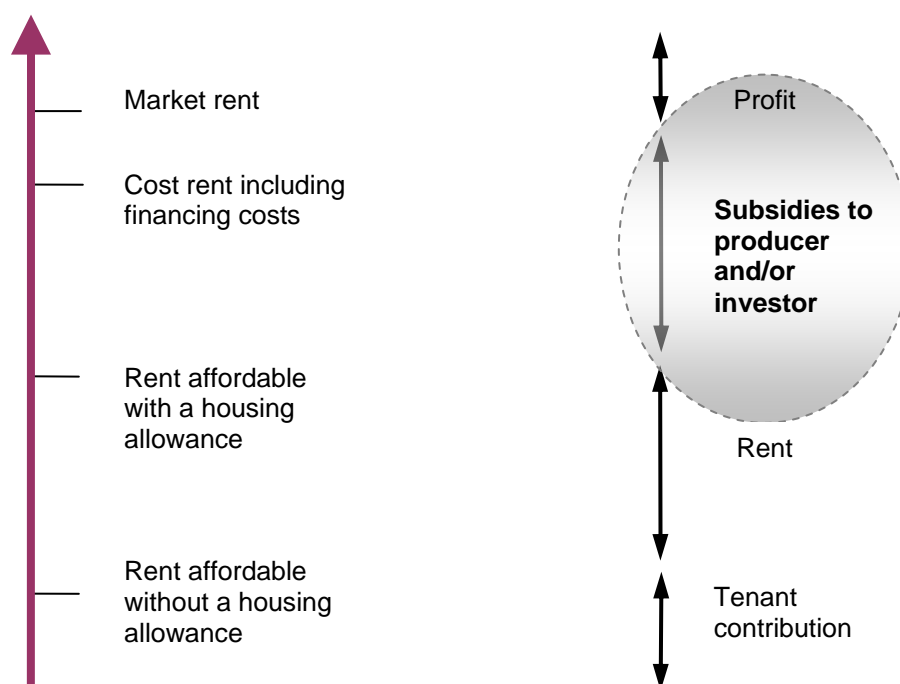 Market rent
Cost rent including
financing costs
Rent affordable
with a housing
allowance
Rent affordable
without a housing
allowance
Profit
Subsidies to
producer
and/or
investor
Rent
Tenant
contribution